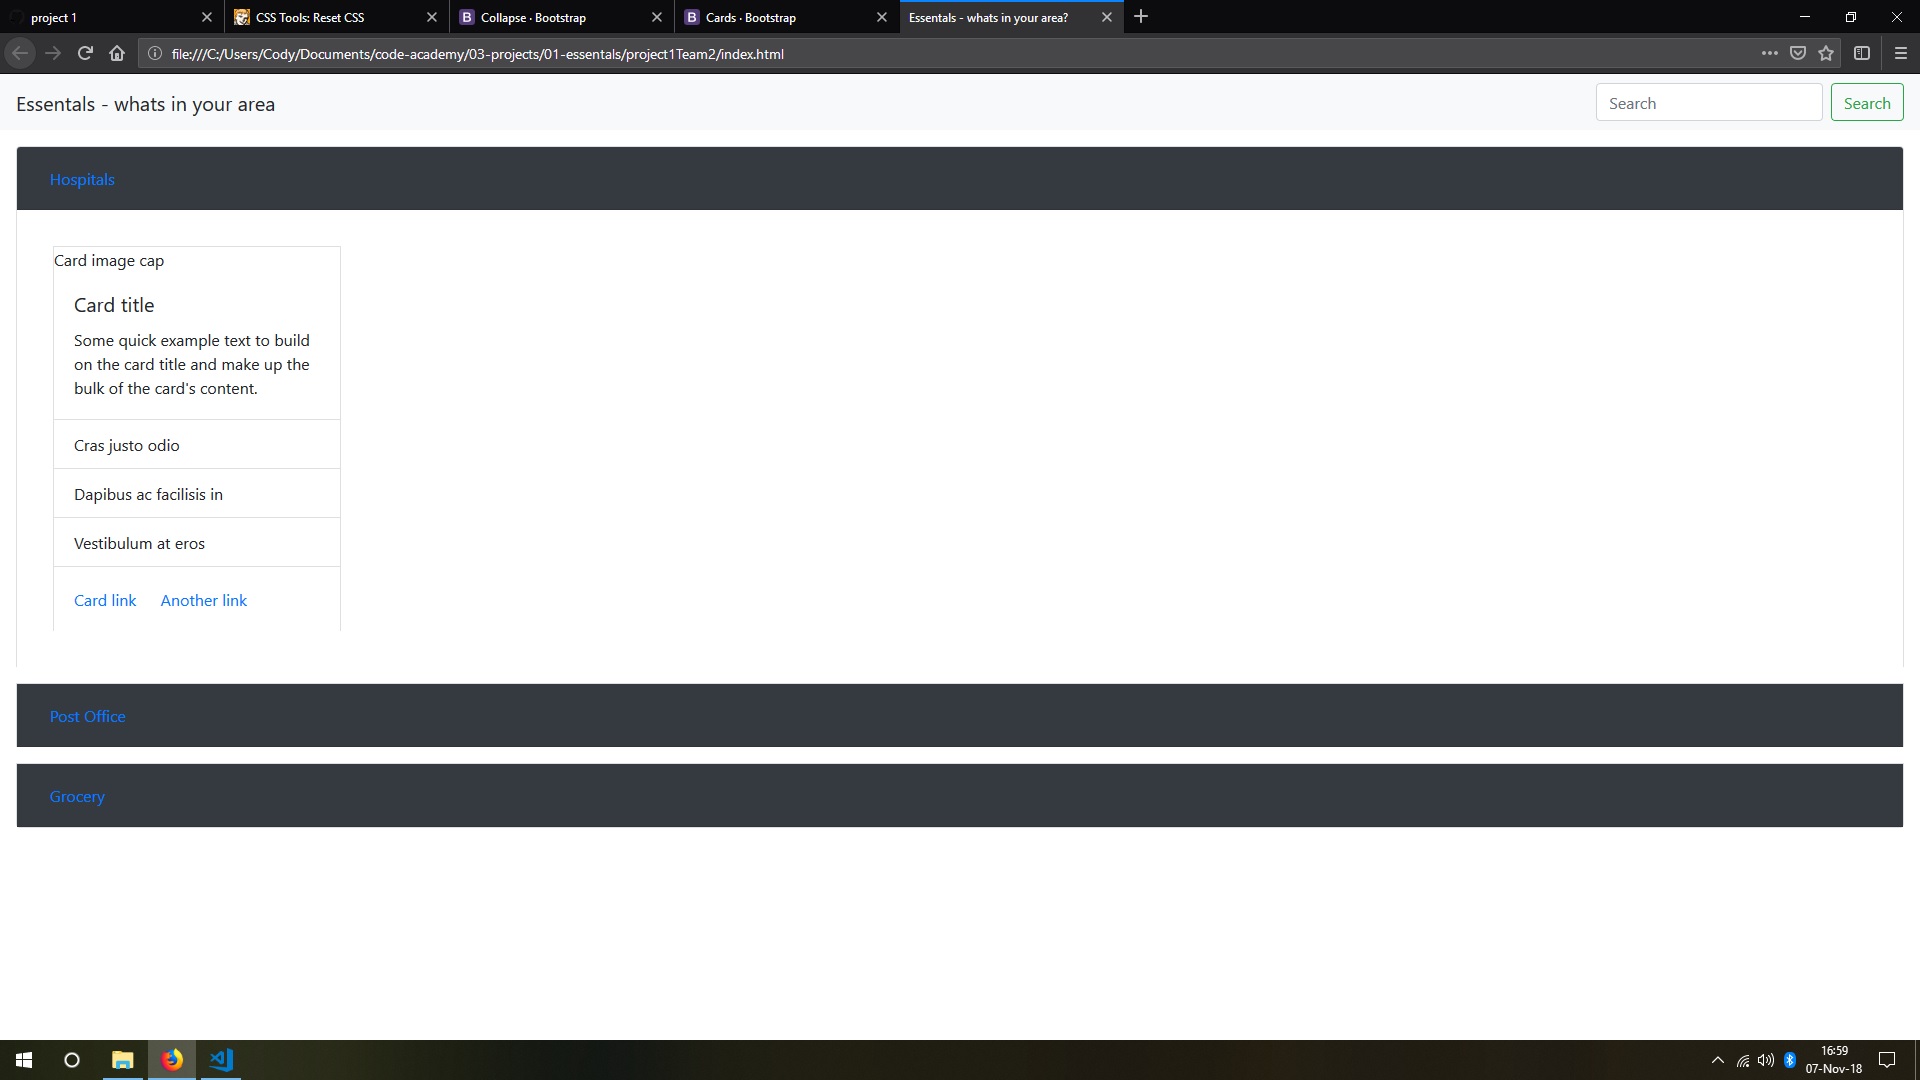 project 1
CSS Tools: Reset CSS
B Collapse · Bootstrap
B Cards · Bootstrap
Essentals - whats in your area?
file:///C:/Users/Cody/Documents/code-academy/03-projects/01-essentals/project1Team2/index.html
Essentals - whats in your area
Search
Search
Hospitals
Card image cap
Card title
Some quick example text to build
on the card title and make up the
bulk of the card's content.
Cras justo odio
Dapibus ac facilisis in
Vestibulum at eros
Card link Another link
Post Office
Grocery
16:59
07-Nov-18